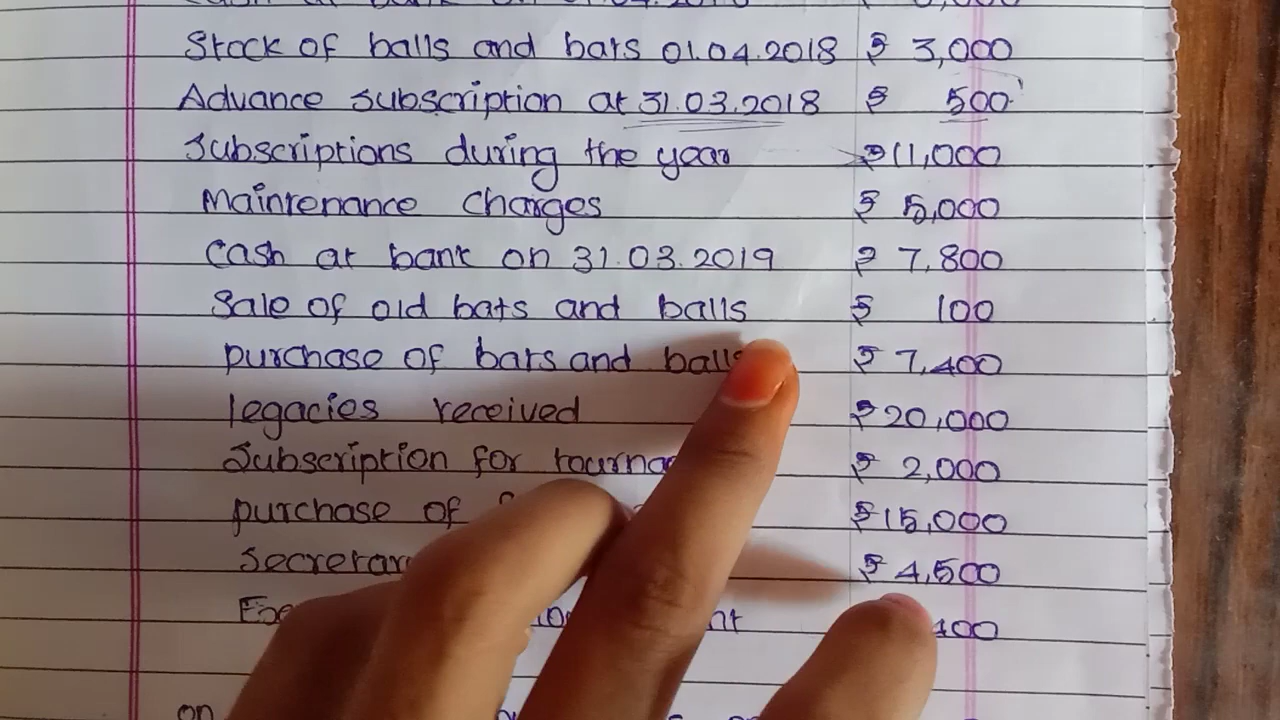 Stock of balls and bats 01.04.2018 ₹ 3,000
Advance subscription at 31.03.2018 ₹ 500
Subscriptions during the year ₹11,000
Maintenance charges ₹ 5,000
Cash at bank on 31.03.2019 ₹ 7,800
Sale of old bats and balls ₹ 100
purchase of bats and balls ₹ 7,400
legacies received ₹20,000
Subscription for ₹ 2,000
purchase of ₹15,000
₹ 4,500
400
on